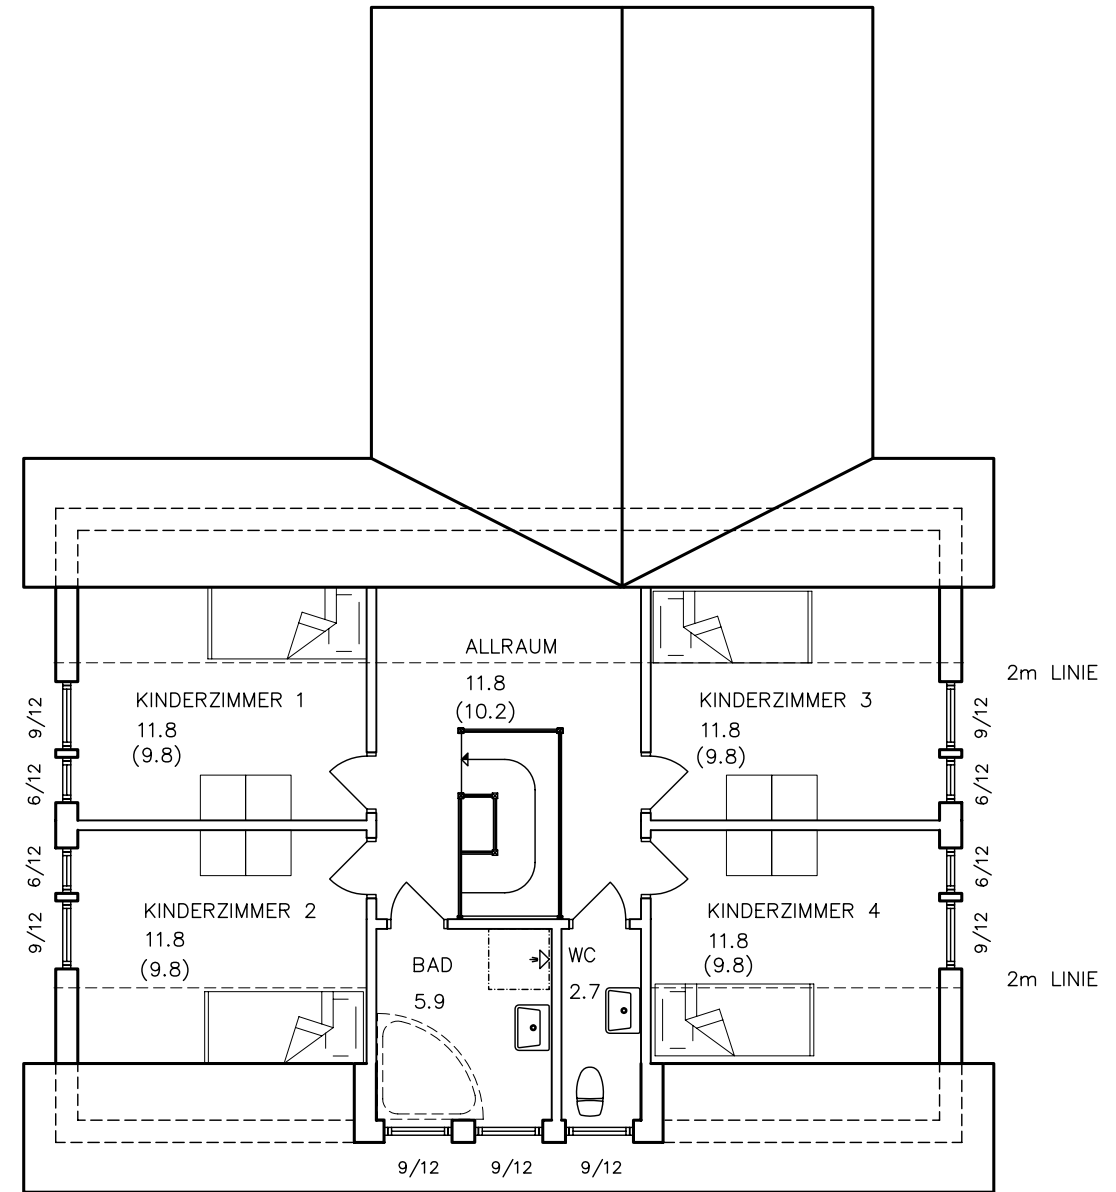 ALLRAUM
11.8
(10.2)
2m LINIE
KINDERZIMMER 1
11.8
(9.8)
KINDERZIMMER 3
11.8
(9.8)
9/12
6/12
9/12
6/12
6/12
9/12
6/12
9/12
KINDERZIMMER 2
11.8
(9.8)
KINDERZIMMER 4
11.8
(9.8)
BAD
5.9
WC
2.7
2m LINIE
9/12
9/12
9/12